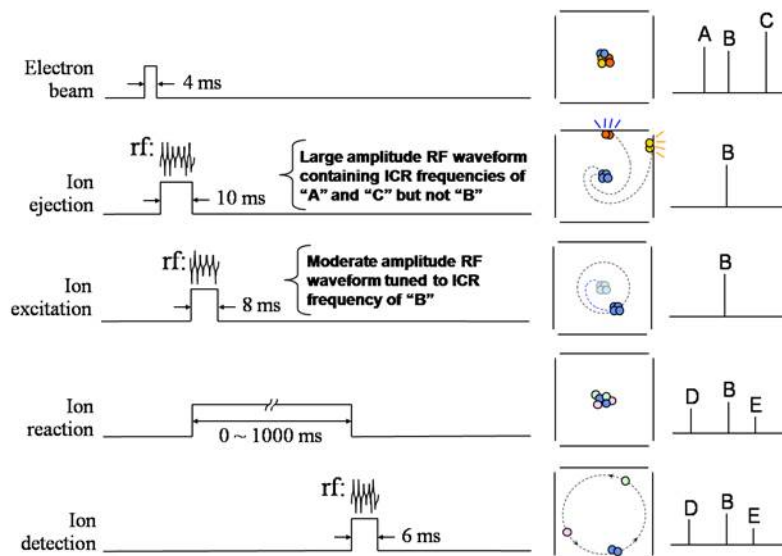 Electron
beam
4 ms
A B C
Ion
ejection
rf:
10 ms
Large amplitude RF waveform
containing ICR frequencies of
“A” and “C” but not “B”
B
Ion
excitation
rf:
8 ms
Moderate amplitude RF
waveform tuned to ICR
frequency of “B”
B
Ion
reaction
0 ~ 1000 ms
D B E
Ion
detection
rf:
6 ms
D B E